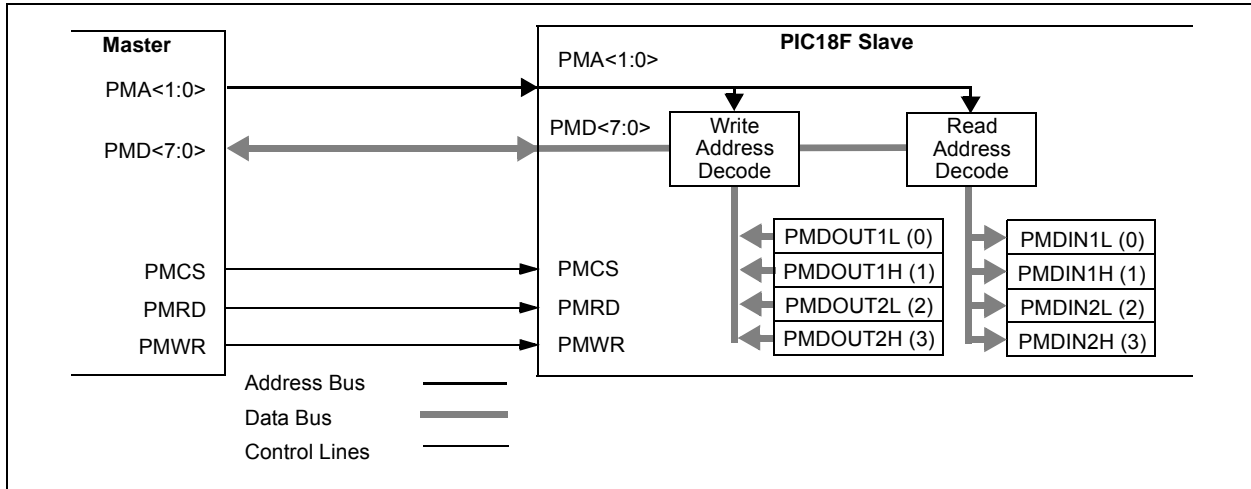 Master
PIC18F Slave
PMA<1:0>
PMA<1:0>
PMD<7:0>
PMD<7:0>
Write
Address
Decode
Read
Address
Decode
PMDOUT1L (0)
PMDOUT1H (1)
PMDOUT2L (2)
PMDOUT2H (3)
PMDIN1L (0)
PMDIN1H (1)
PMDIN2L (2)
PMDIN2H (3)
PMCS
PMCS
PMRD
PMRD
PMWR
PMWR
Address Bus
Data Bus
Control Lines